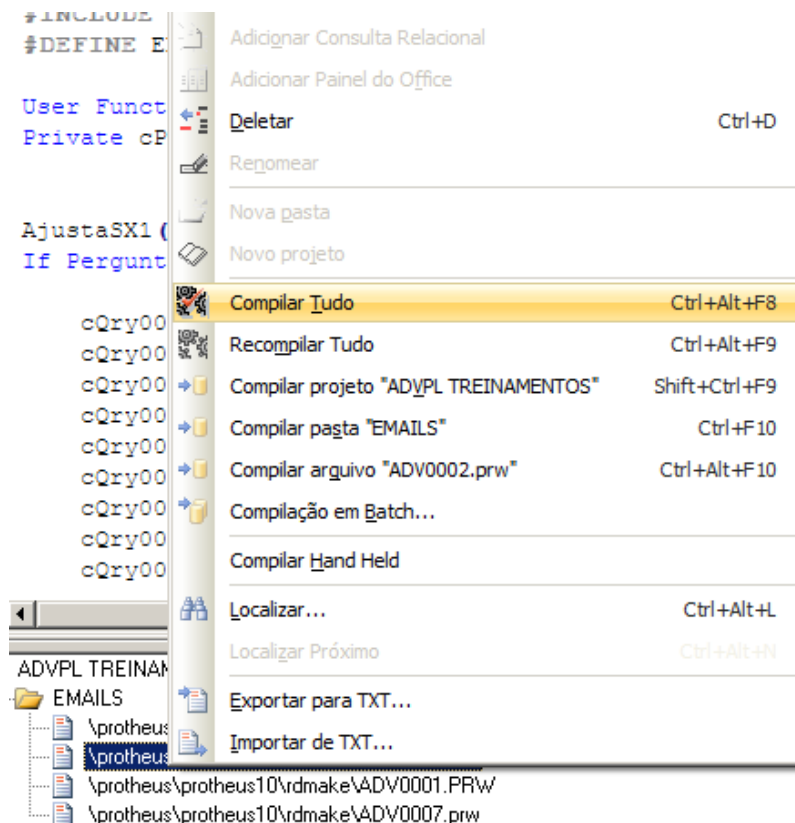 #INCLUDE
#DEFINE E
User Funct
Private cP
AjustaSX1(
If Pergunt
cQry00
cQry00
cQry00
cQry00
cQry00
cQry00
cQry00
cQry00
cQry00
Adicionar Consulta Relacional
Adicionar Painel do Office
Deletar Ctrl+D
Renomear
Nova pasta
Novo projeto
Compilar Tudo Ctrl+Alt+F8
Recompilar Tudo Ctrl+Alt+F9
Compilar projeto "ADVPL TREINAMENTOS" Shift+Ctrl+F9
Compilar pasta "EMAILS" Ctrl+F10
Compilar arquivo "ADV0002.prw" Ctrl+Alt+F10
Compilação em Batch...
Compilar Hand Held
Localizar... Ctrl+Alt+L
Localizar Próximo Ctrl+Alt+N
Exportar para TXT...
Importar de TXT...
ADVPL TREINAM
EMAILS
\protheus
\protheus
\protheus\protheus10\rdmake\ADV0001.PRW
\protheus\protheus10\rdmake\ADV0007.prw